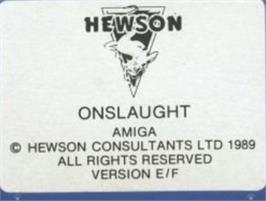 HEWSON
ONSLAUGHT
AMIGA
© HEWSON CONSULTANTS LTD 1989
ALL RIGHTS RESERVED
VERSION E/F